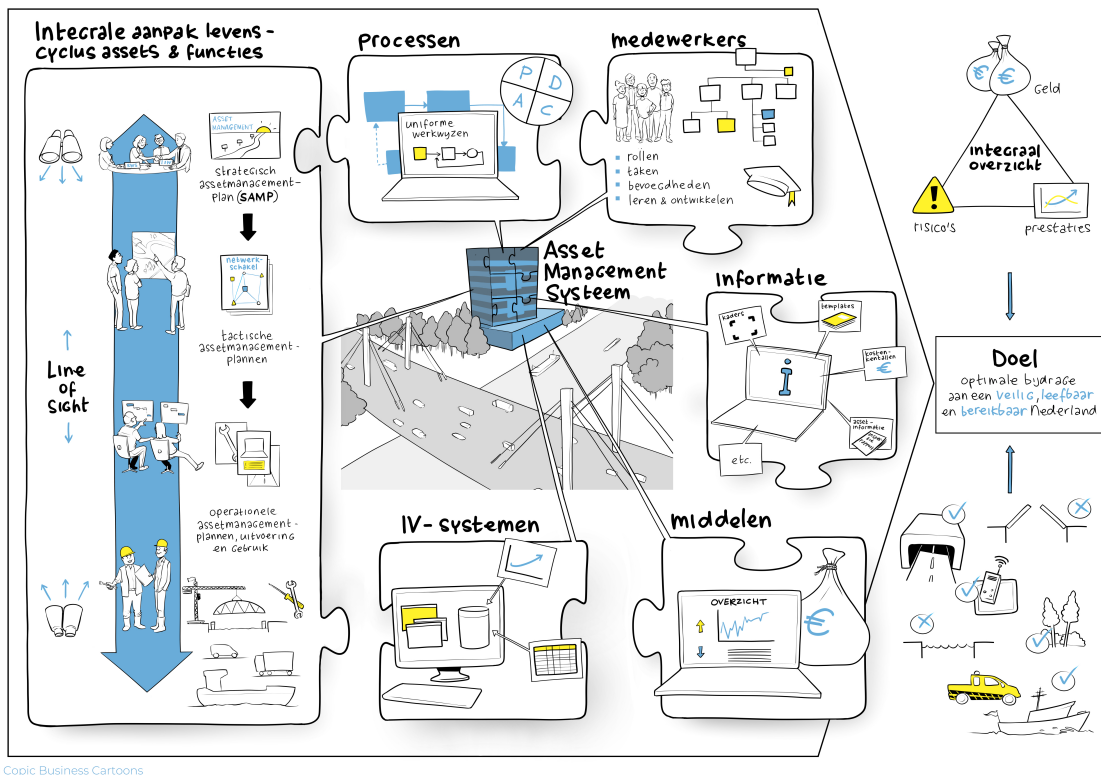 Integrale aanpak levens-
cyclus assets & functies
ASSET
MANAGEMENT
strategisch
assetmanagement-
plan (SAMP)
netwerk-
schakel
tactische
assetmanagement-
plannen
Line
of
sight
operationele
assetmanagement-
plannen, uitvoering
en gebruik
processen
P D
A C
uniforme
werkwyzen
medewerkers
rollen
taken
bevoegdheden
leren & ontwikkelen
Asset
Management
Systeem
Informatie
kaders
templates
kosten-
kentallen
€
i
asset-
informatie
etc.
IV-systemen
middelen
OVERZICHT
€
€ €
Geld
Integraal
overzicht
!
risico's
prestaties
Doel
optimale bydrage
aan een veilig, leefbaar
en bereikbaar Nederland
Copic Business Cartoons